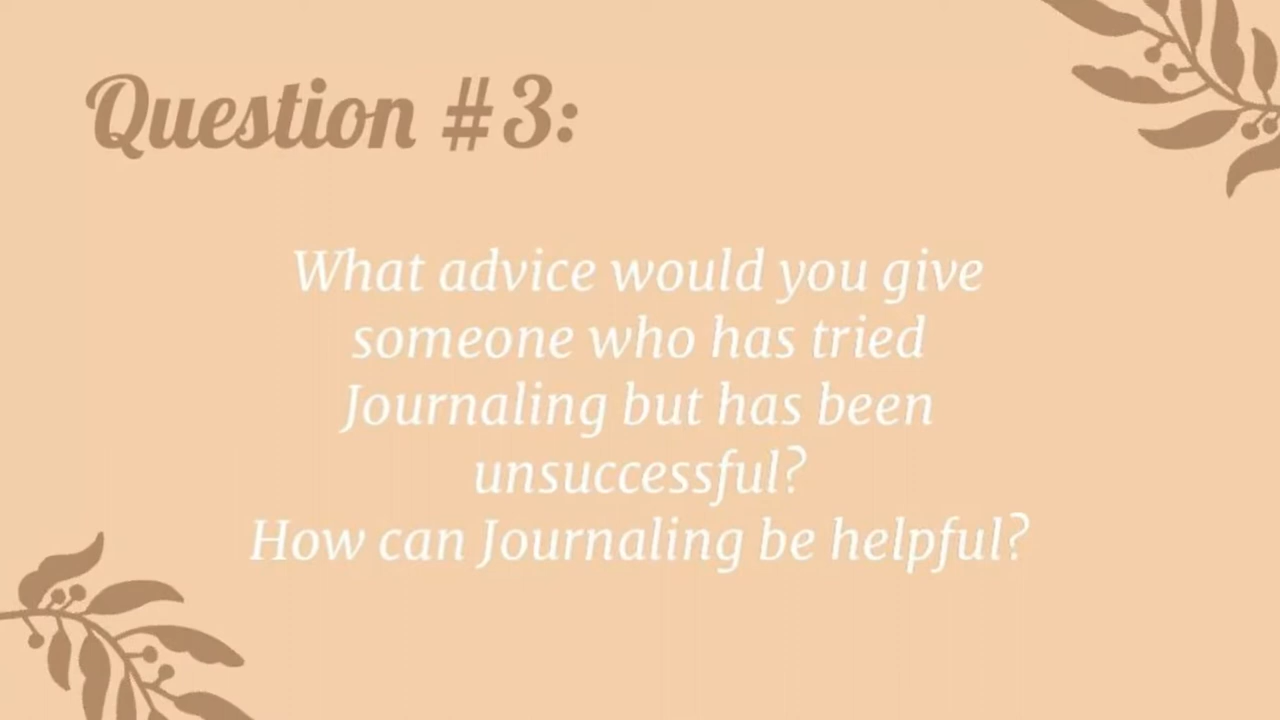 Question #3:
What advice would you give
someone who has tried
Journaling but has been
unsuccessful?
How can Journaling be helpful?